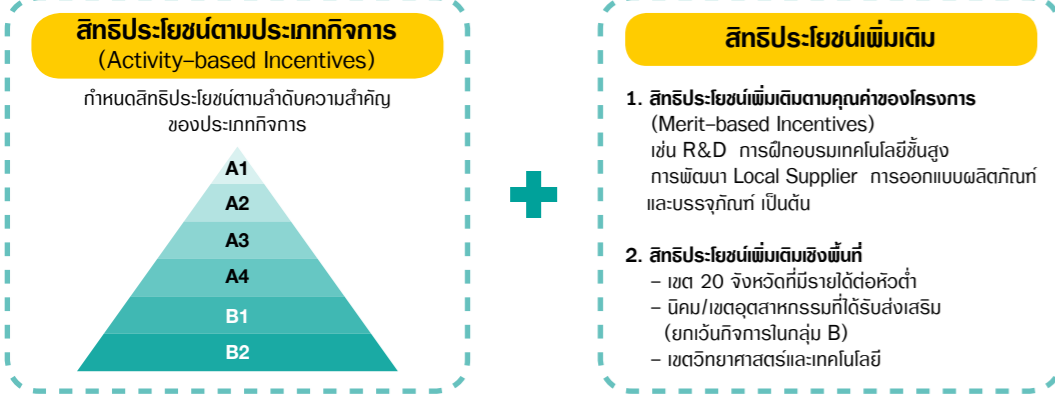 สิทธิประโยชน์ตามประเภทกิจการ
(Activity-based Incentives)
กำหนดสิทธิประโยชน์ตามลำดับความสำคัญ
ของประเภทกิจการ
A1
A2
A3
A4
B1
B2
สิทธิประโยชน์เพิ่มเติม
1. สิทธิประโยชน์เพิ่มเติมตามคุณค่าของโครงการ
(Merit-based Incentives)
เช่น R&D การฝึกอบรมเทคโนโลยีชั้นสูง
การพัฒนา Local Supplier การออกแบบผลิตภัณฑ์
และบรรจุภัณฑ์ เป็นต้น
2. สิทธิประโยชน์เพิ่มเติมเชิงพื้นที่
– เขต 20 จังหวัดที่มีรายได้ต่อหัวต่ำ
– นิคม/เขตอุตสาหกรรมที่ได้รับส่งเสริม
(ยกเว้นกิจการในกลุ่ม B)
– เขตวิทยาศาสตร์และเทคโนโลยี